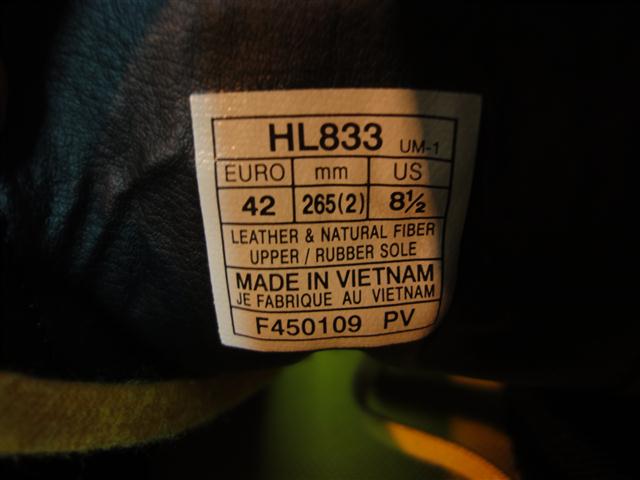 HL833 UM-1
EURO mm US
42 265(2) 8½
LEATHER & NATURAL FIBER
UPPER / RUBBER SOLE
MADE IN VIETNAM
JE FABRIQUE AU VIETNAM
F450109 PV